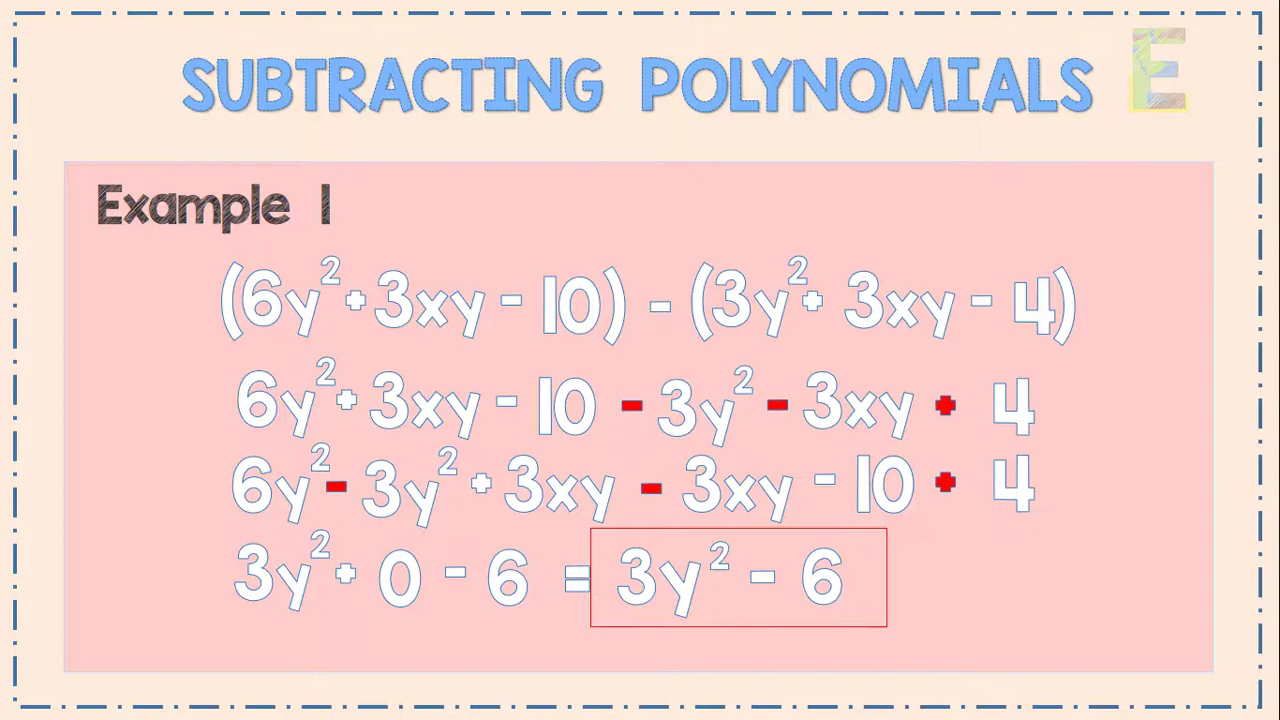 SUBTRACTING POLYNOMIALS E
Example 1
(6y² + 3xy - 10) - (3y² + 3xy - 4)
6y² + 3xy - 10 - 3y² - 3xy + 4
6y² - 3y² + 3xy - 3xy - 10 + 4
3y² + 0 - 6 = 3y² - 6